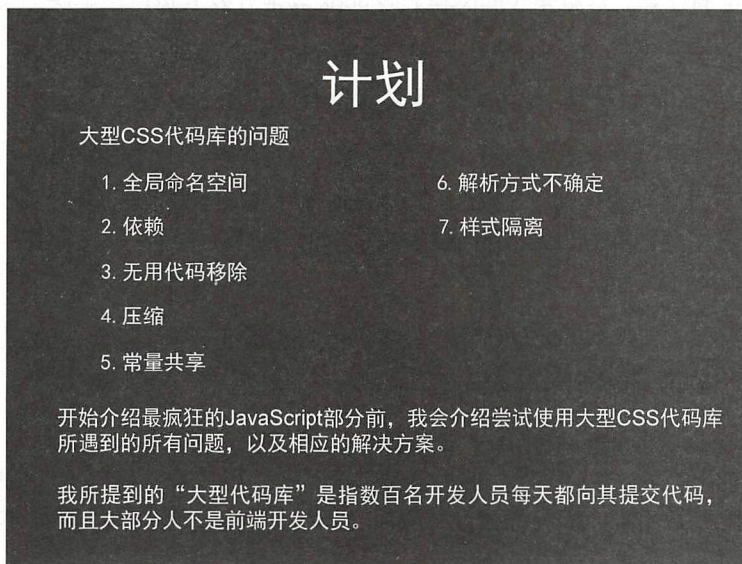 计划
大型CSS代码库的问题
1. 全局命名空间
2. 依赖
3. 无用代码移除
4. 压缩
5. 常量共享
6. 解析方式不确定
7. 样式隔离
开始介绍最疯狂的JavaScript部分前，我会介绍尝试使用大型CSS代码库
所遇到的所有问题，以及相应的解决方案。
我所提到的“大型代码库”是指数百名开发人员每天都向其提交代码，
而且大部分人不是前端开发人员。